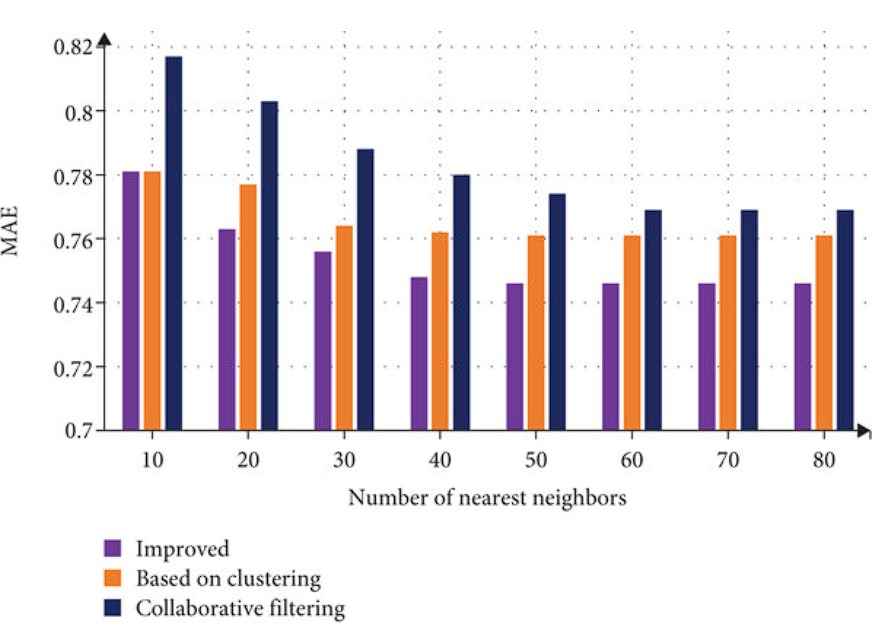 MAE
0.82
0.8
0.78
0.76
0.74
0.72
0.7
10 20 30 40 50 60 70 80
Number of nearest neighbors
Improved
Based on clustering
Collaborative filtering